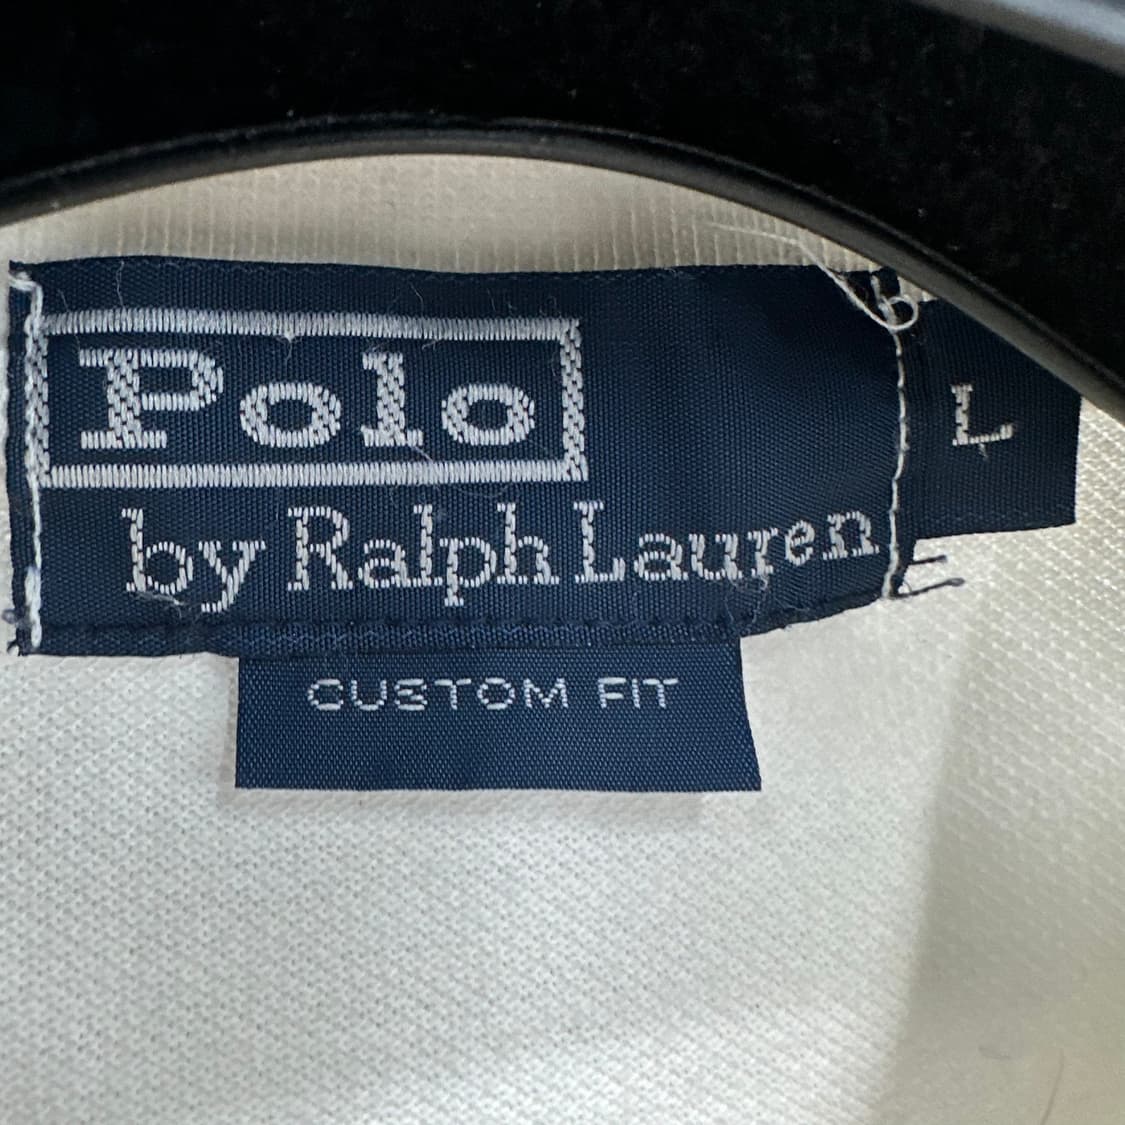 Polo
by Ralph Lauren
L
CUSTOM FIT